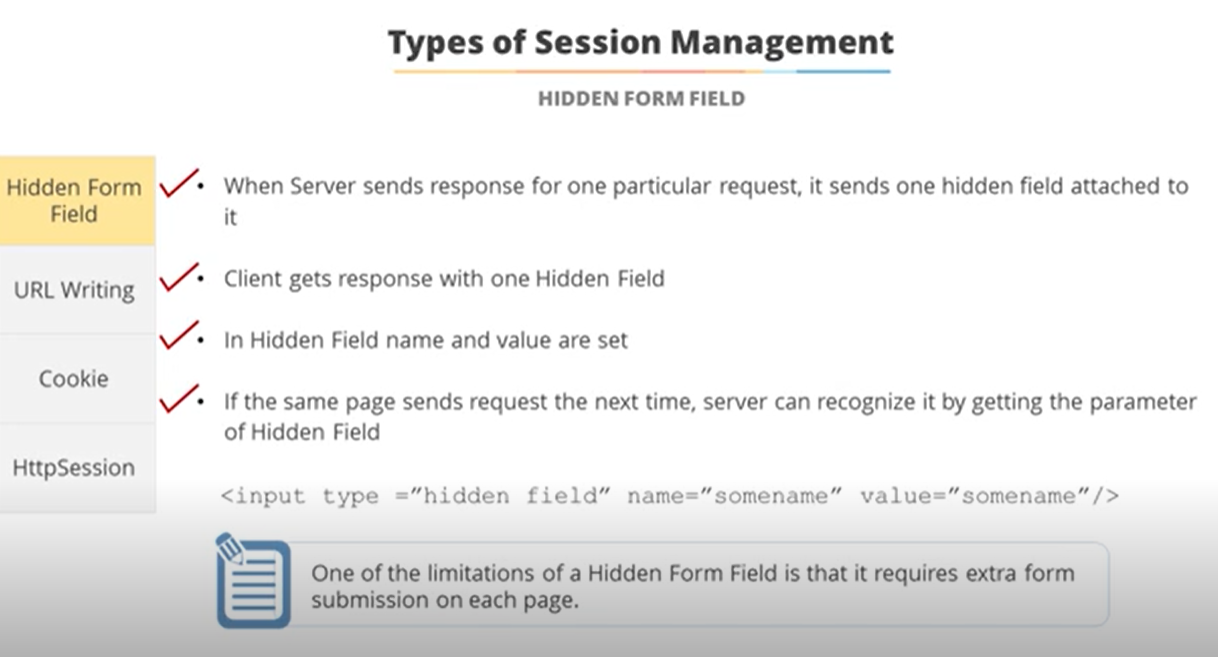 Types of Session Management
HIDDEN FORM FIELD
Hidden Form
Field
URL Writing
Cookie
HttpSession
• When Server sends response for one particular request, it sends one hidden field attached to
it
• Client gets response with one Hidden Field
• In Hidden Field name and value are set
• If the same page sends request the next time, server can recognize it by getting the parameter
of Hidden Field
<input type =”hidden field” name=”somename” value=”somename”/>
One of the limitations of a Hidden Form Field is that it requires extra form
submission on each page.